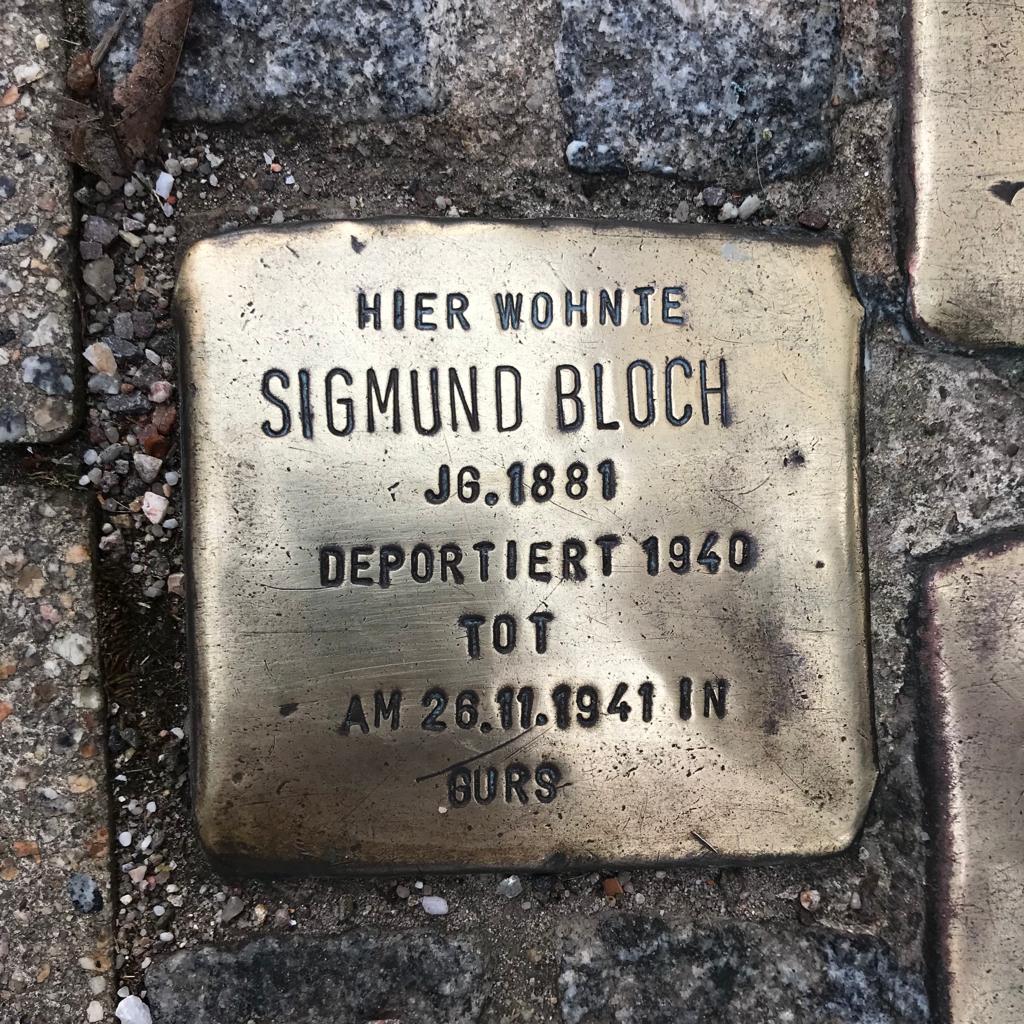 HIER WOHNTE
SIGMUND BLOCH
JG.1881
DEPORTIERT 1940
TOT
AM 26.11.1941 IN
GURS